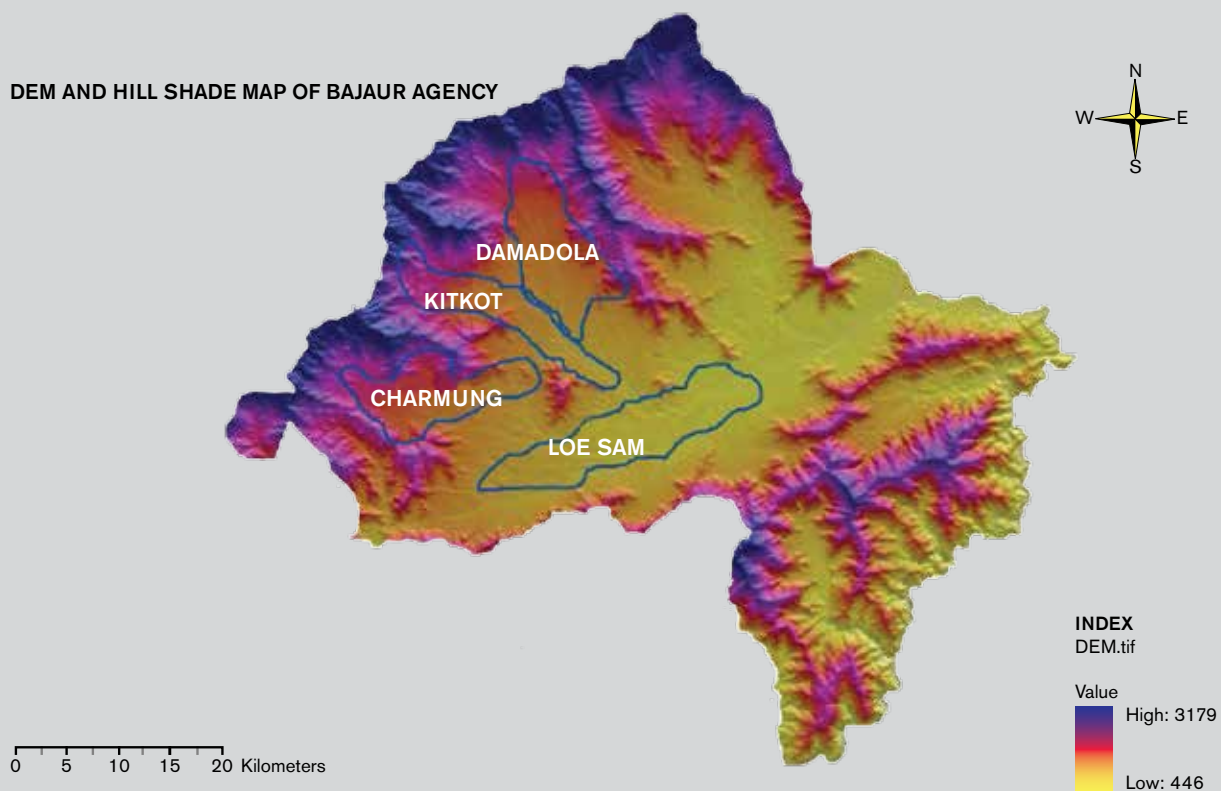 DEM AND HILL SHADE MAP OF BAJAUR AGENCY
N
W E
S
DAMADOLA
KITKOT
CHARMUNG
LOE SAM
INDEX
DEM.tif
Value
High: 3179
Low: 446
0 5 10 15 20 Kilometers